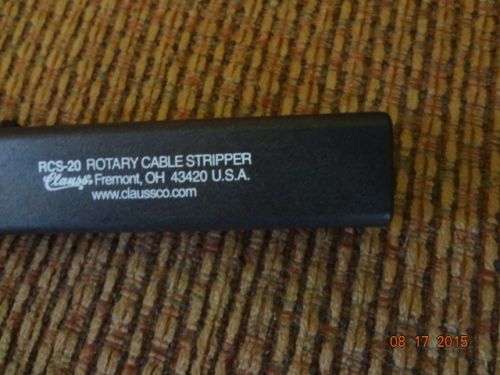 RCS-20 ROTARY CABLE STRIPPER
Clauss Fremont, OH 43420 U.S.A.
www.claussco.com
08 17 2015